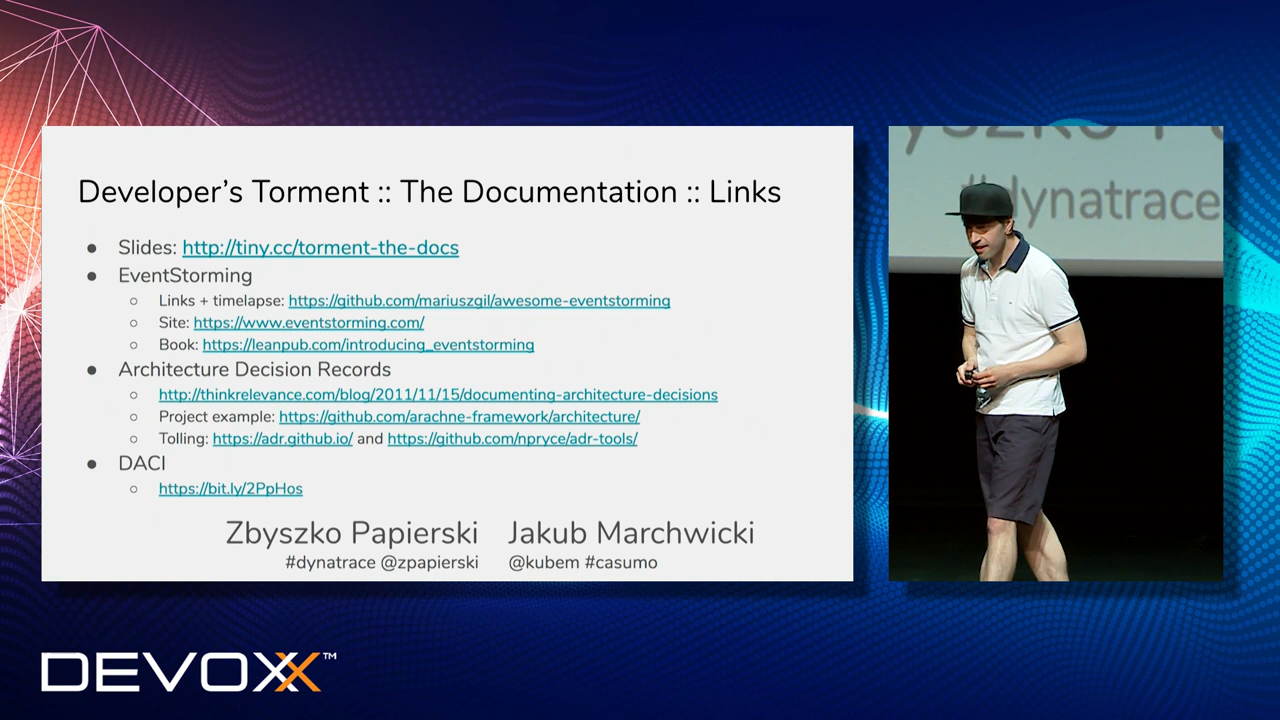 Developer's Torment :: The Documentation :: Links
● Slides: http://tiny.cc/torment-the-docs
● EventStorming
○ Links + timelapse: https://github.com/mariuszgil/awesome-eventstorming
○ Site: https://www.eventstorming.com/
○ Book: https://leanpub.com/introducing_eventstorming
● Architecture Decision Records
○ http://thinkrelevance.com/blog/2011/11/15/documenting-architecture-decisions
○ Project example: https://github.com/arachne-framework/architecture/
○ Tolling: https://adr.github.io/ and https://github.com/npryce/adr-tools/
● DACI
○ https://bit.ly/2PpHos
Zbyszko Papierski Jakub Marchwicki
#dynatrace @zpapierski @kubem #casumo
yszko P
#dynatrace
DEVOXX™